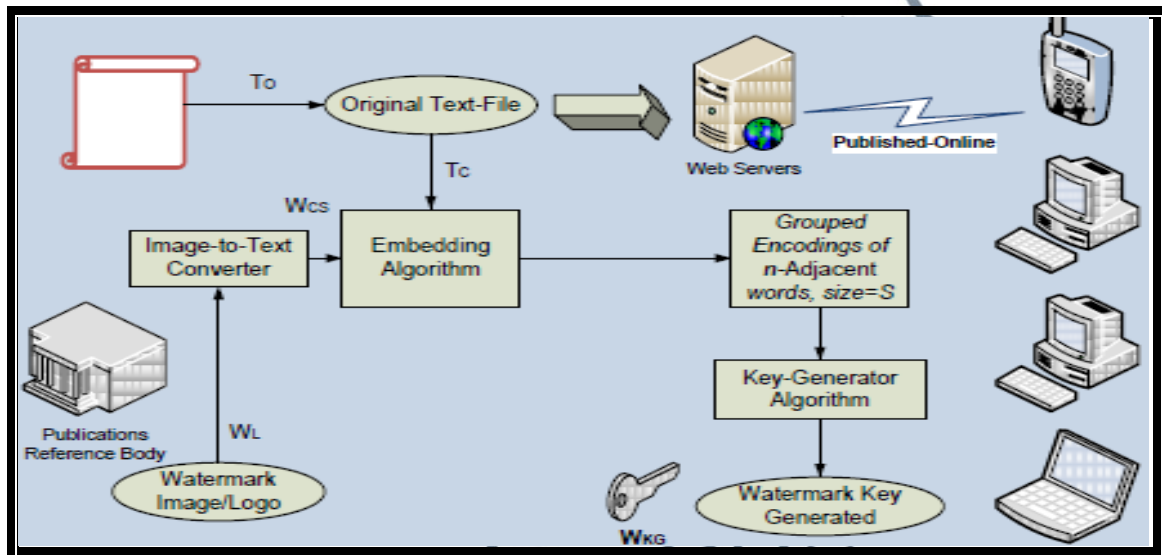 To
Original Text-File
Web Servers
Published-Online
Tc
Wcs
Image-to-Text
Converter
Embedding
Algorithm
Grouped
Encodings of
n-Adjacent
words, size=S
Key-Generator
Algorithm
Publications
Reference Body
WL
Watermark
Image/Logo
WKG
Watermark Key
Generated